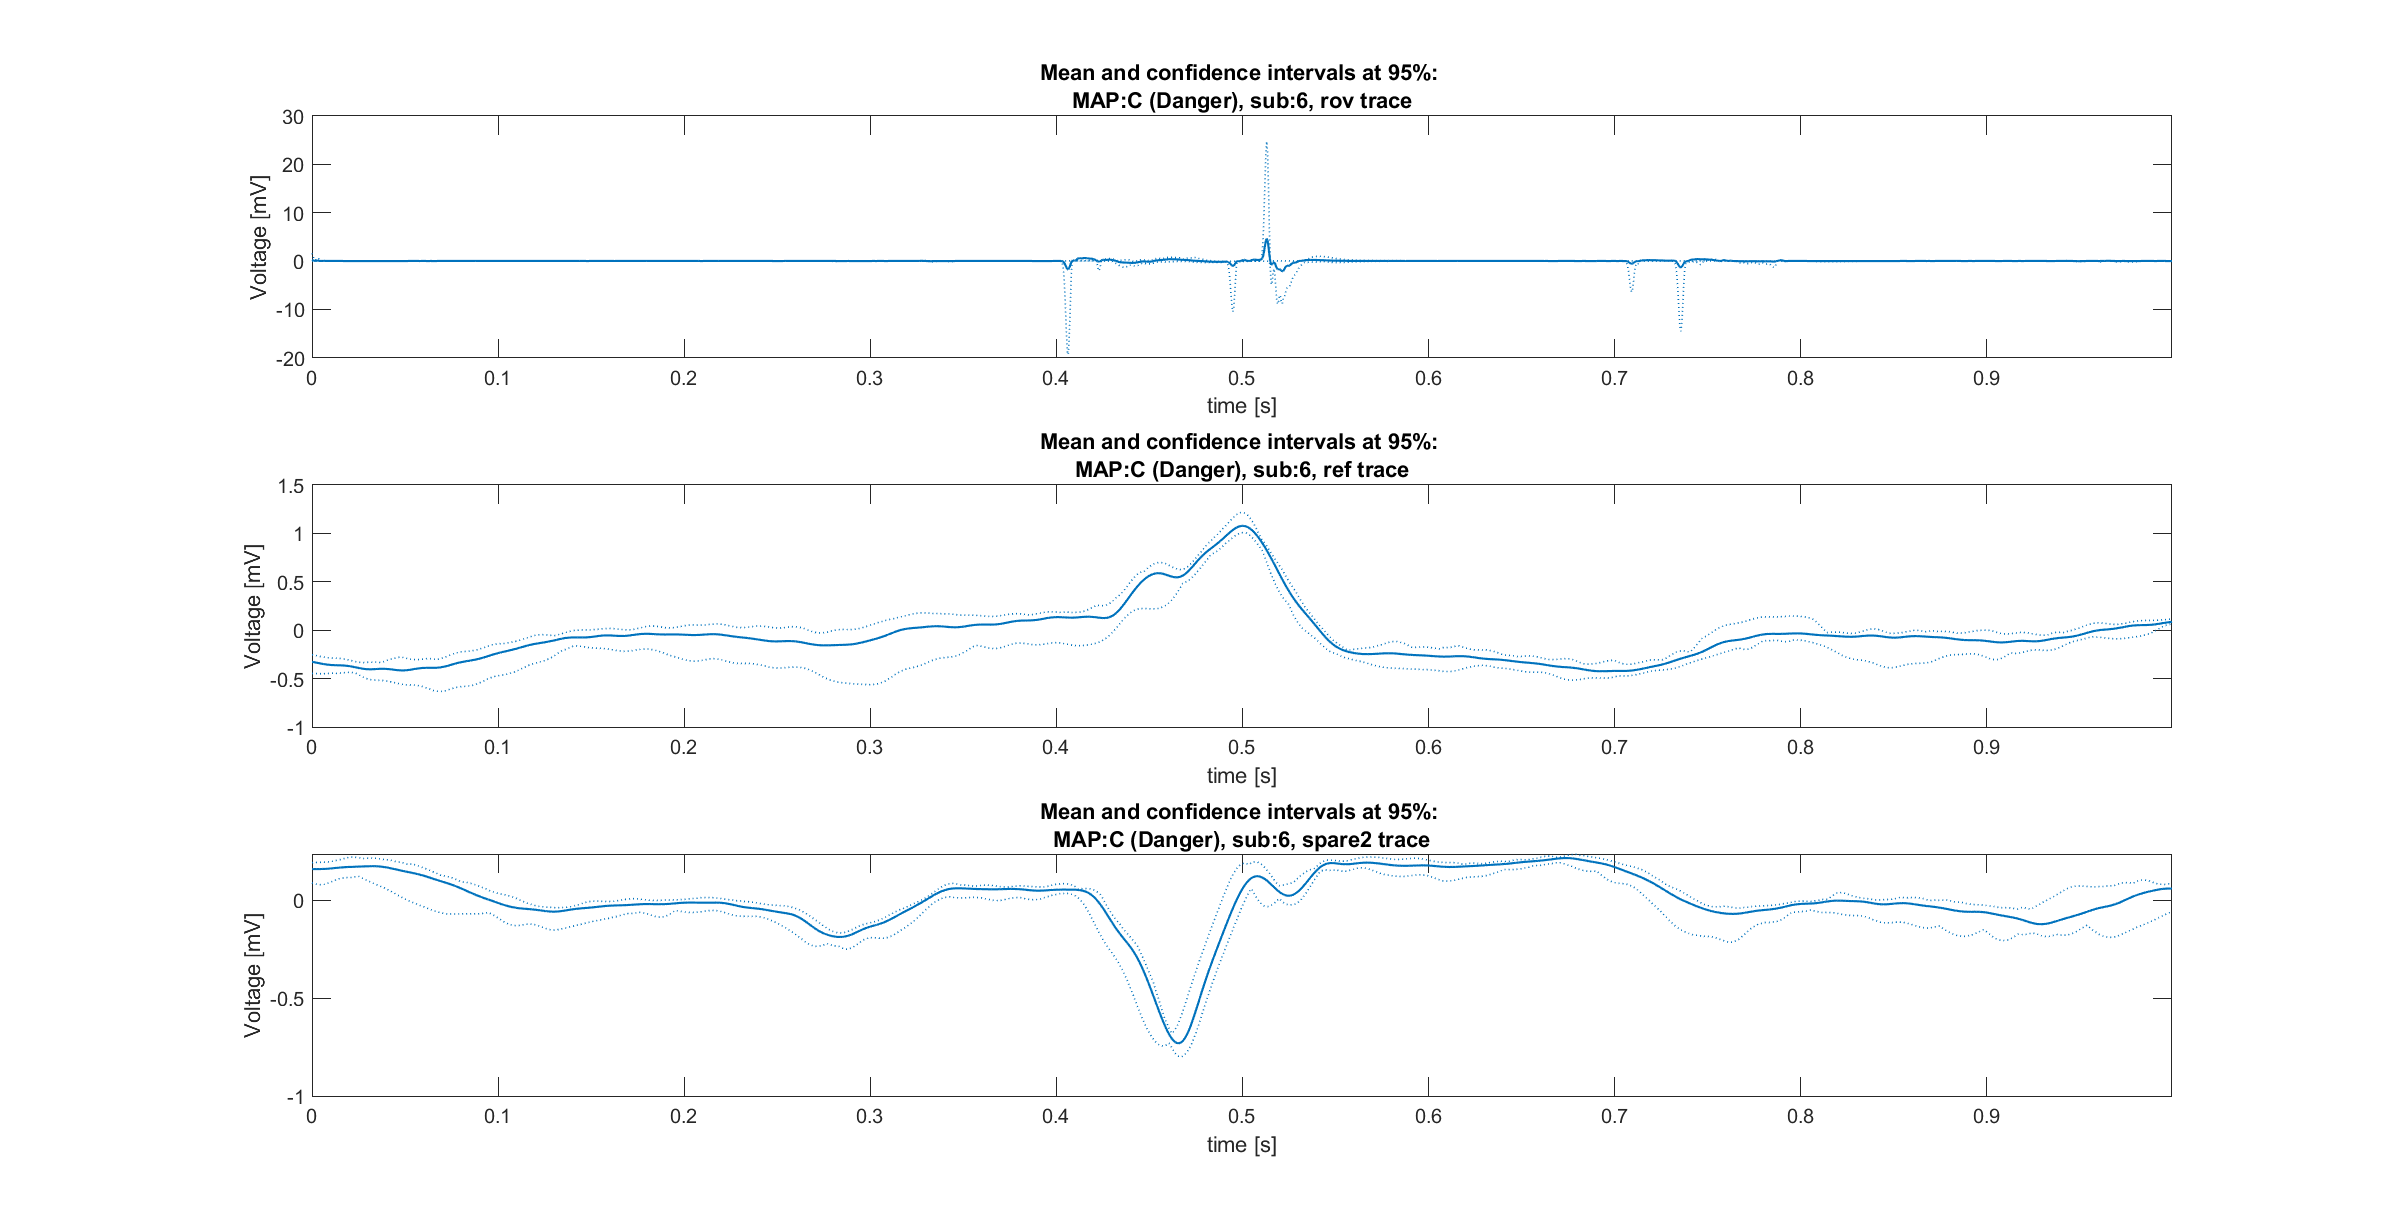 Mean and confidence intervals at 95%:
MAP:C (Danger), sub:6, rov trace
30
20
10
0
-10
-20
Voltage [mV]
0 0.1 0.2 0.3 0.4 0.5 0.6 0.7 0.8 0.9
time [s]
Mean and confidence intervals at 95%:
MAP:C (Danger), sub:6, ref trace
1.5
1
0.5
0
-0.5
-1
Voltage [mV]
0 0.1 0.2 0.3 0.4 0.5 0.6 0.7 0.8 0.9
time [s]
Mean and confidence intervals at 95%:
MAP:C (Danger), sub:6, spare2 trace
0
-0.5
-1
Voltage [mV]
0 0.1 0.2 0.3 0.4 0.5 0.6 0.7 0.8 0.9
time [s]